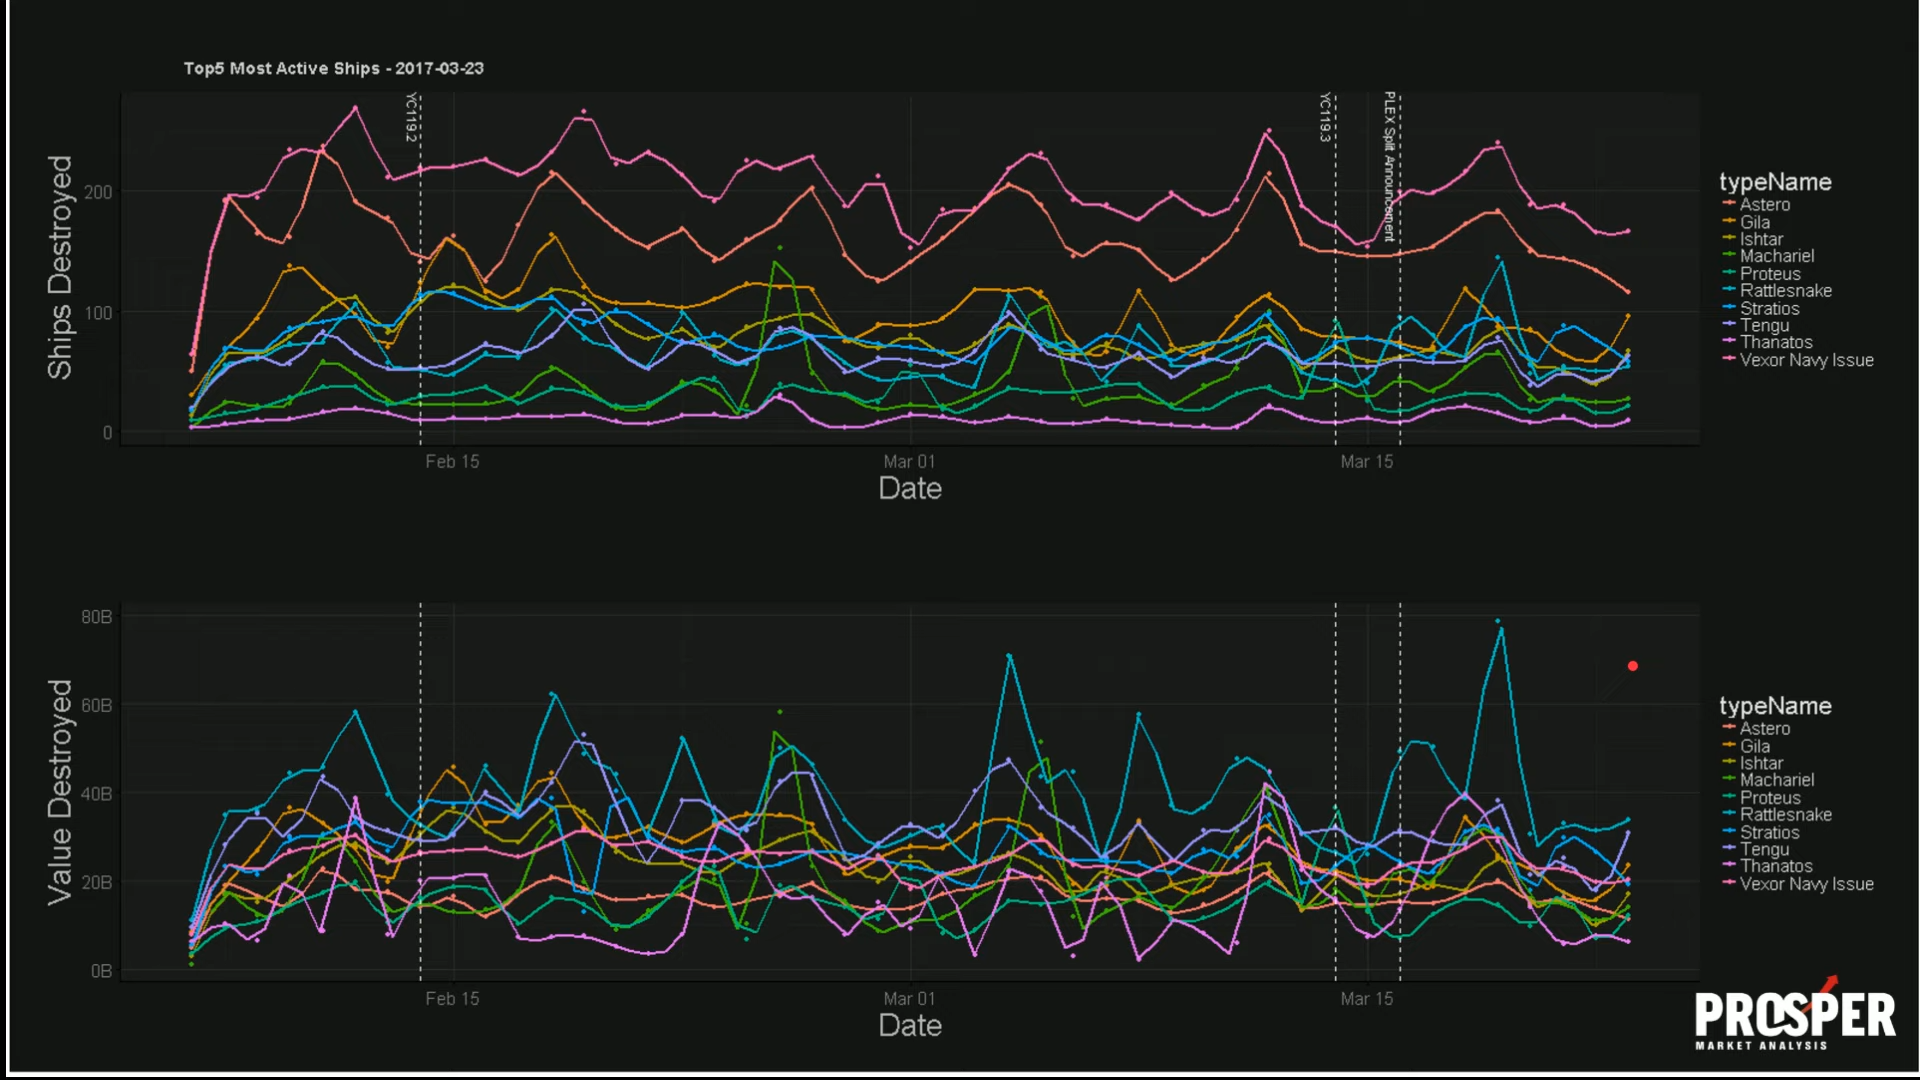 Top5 Most Active Ships - 2017-03-23
YC119.2
YC119.3
PLEX Split Announcement
Ships Destroyed
200
100
0
Feb 15
Mar 01
Mar 15
Date
typeName
Astero
Gila
Ishtar
Machariel
Proteus
Rattlesnake
Stratios
Tengu
Thanatos
Vexor Navy Issue
Value Destroyed
80B
60B
40B
20B
0B
Feb 15
Mar 01
Mar 15
Date
typeName
Astero
Gila
Ishtar
Machariel
Proteus
Rattlesnake
Stratios
Tengu
Thanatos
Vexor Navy Issue
PROSPER
MARKET ANALYSIS